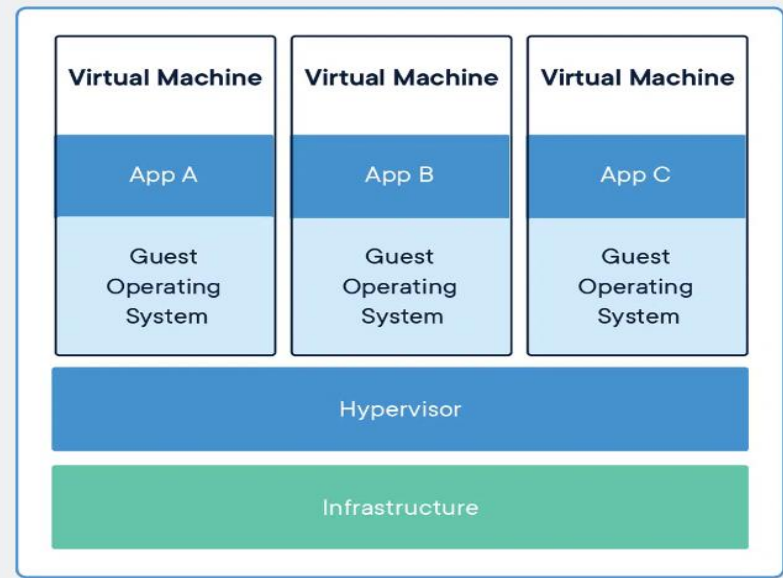 Virtual Machine
Virtual Machine
Virtual Machine
App A
App B
App C
Guest
Operating
System
Guest
Operating
System
Guest
Operating
System
Hypervisor
Infrastructure